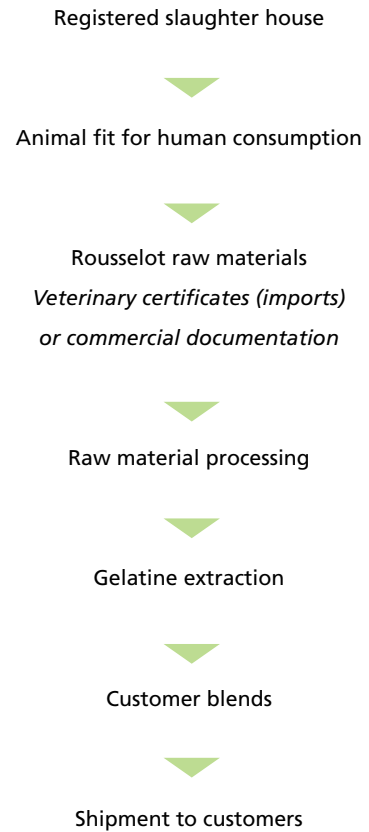 Registered slaughter house
Animal fit for human consumption
Rousselot raw materials
Veterinary certificates (imports)
or commercial documentation
Raw material processing
Gelatine extraction
Customer blends
Shipment to customers